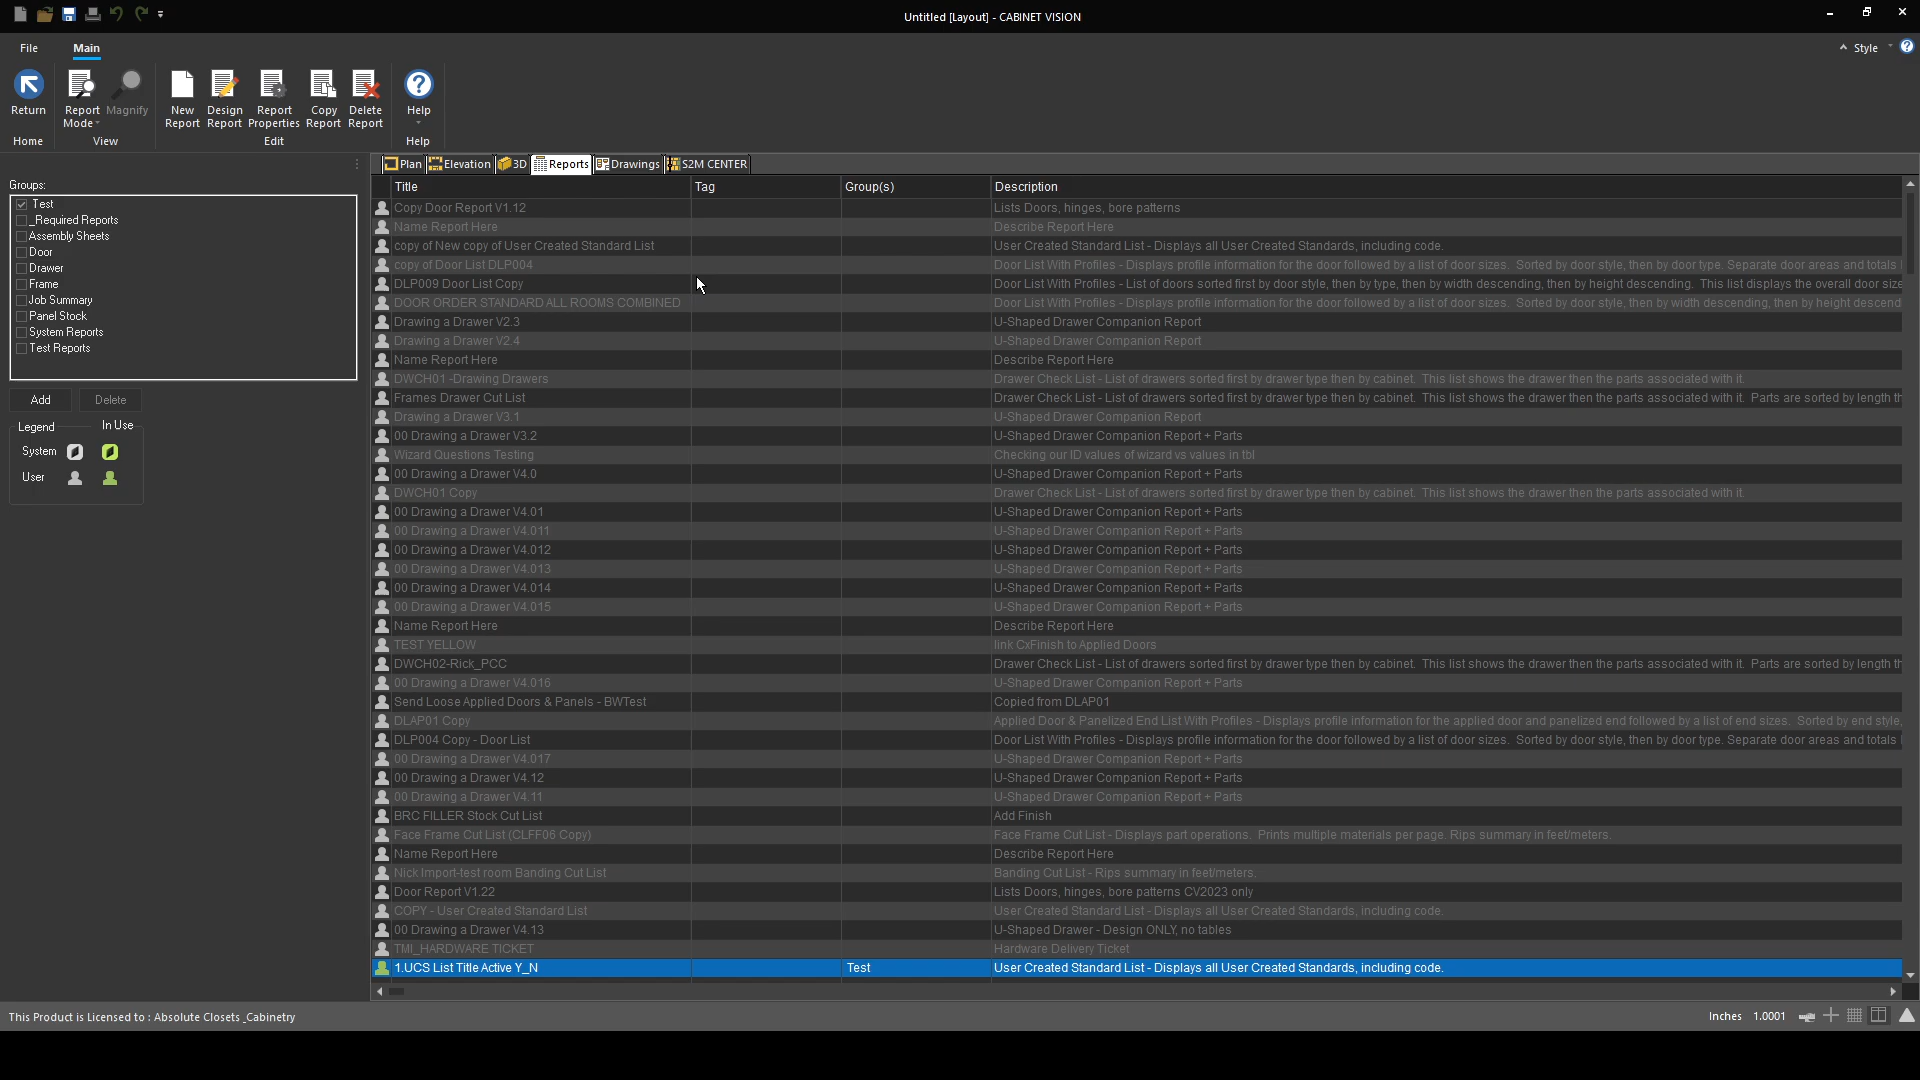 Untitled [Layout] - CABINET VISION
File Main Style
Return
Report Mode
Magnify
New Report
Design Report
Report Properties
Copy Report
Delete Report
Help
Home View Edit Help
Plan Elevation 3D Reports Drawings S2M CENTER
Groups:
Test
_Required Reports
Assembly Sheets
Door
Drawer
Frame
Job Summary
Panel Stock
System Reports
Test Reports
Add Delete
Legend In Use
System
User
Title Tag Group(s) Description
Copy Door Report V1.12 Lists Doors, hinges, bore patterns
Name Report Here Describe Report Here
copy of New copy of User Created Standard List User Created Standard List - Displays all User Created Standards, including code.
copy of Door List DLP004 Door List With Profiles - Displays profile information for the door followed by a list of door sizes. Sorted by door style, then by door type. Separate door areas and totals
DLP009 Door List Copy Door List With Profiles - List of doors sorted first by door style, then by type, then by width descending, then by height descending. This list displays the overall door size
DOOR ORDER STANDARD ALL ROOMS COMBINED Door List With Profiles - Displays profile information for the door followed by a list of door sizes. Sorted by door style, then by width descending, then by height descend
Drawing a Drawer V2.3 U-Shaped Drawer Companion Report
Drawing a Drawer V2.4 U-Shaped Drawer Companion Report
Name Report Here Describe Report Here
DWCH01 -Drawing Drawers Drawer Check List - List of drawers sorted first by drawer type then by cabinet. This list shows the drawer then the parts associated with it.
Frames Drawer Cut List Drawer Check List - List of drawers sorted first by drawer type then by cabinet. This list shows the drawer then the parts associated with it. Parts are sorted by length th
Drawing a Drawer V3.1 U-Shaped Drawer Companion Report
00 Drawing a Drawer V3.2 U-Shaped Drawer Companion Report + Parts
Wizard Questions Testing Checking our ID values of wizard vs values in tbl
00 Drawing a Drawer V4.0 U-Shaped Drawer Companion Report + Parts
DWCH01 Copy Drawer Check List - List of drawers sorted first by drawer type then by cabinet. This list shows the drawer then the parts associated with it.
00 Drawing a Drawer V4.01 U-Shaped Drawer Companion Report + Parts
00 Drawing a Drawer V4.011 U-Shaped Drawer Companion Report + Parts
00 Drawing a Drawer V4.012 U-Shaped Drawer Companion Report + Parts
00 Drawing a Drawer V4.013 U-Shaped Drawer Companion Report + Parts
00 Drawing a Drawer V4.014 U-Shaped Drawer Companion Report + Parts
00 Drawing a Drawer V4.015 U-Shaped Drawer Companion Report + Parts
Name Report Here Describe Report Here
TEST YELLOW link CxFinish to Applied Doors
DWCH02-Rick_PCC Drawer Check List - List of drawers sorted first by drawer type then by cabinet. This list shows the drawer then the parts associated with it. Parts are sorted by length th
00 Drawing a Drawer V4.016 U-Shaped Drawer Companion Report + Parts
Send Loose Applied Doors & Panels - BWTest Copied from DLAP01
DLAP01 Copy Applied Door & Panelized End List With Profiles - Displays profile information for the applied door and panelized end followed by a list of end sizes. Sorted by end style,
DLP004 Copy - Door List Door List With Profiles - Displays profile information for the door followed by a list of door sizes. Sorted by door style, then by door type. Separate door areas and totals
00 Drawing a Drawer V4.017 U-Shaped Drawer Companion Report + Parts
00 Drawing a Drawer V4.12 U-Shaped Drawer Companion Report + Parts
00 Drawing a Drawer V4.11 U-Shaped Drawer Companion Report + Parts
BRC FILLER Stock Cut List Add Finish
Face Frame Cut List (CLFF06 Copy) Face Frame Cut List - Displays part operations. Prints multiple materials per page. Rips summary in feet/meters.
Name Report Here Describe Report Here
Nick Import-test room Banding Cut List Banding Cut List - Rips summary in feet/meters.
Door Report V1.22 Lists Doors, hinges, bore patterns CV2023 only
COPY - User Created Standard List User Created Standard List - Displays all User Created Standards, including code.
00 Drawing a Drawer V4.13 U-Shaped Drawer - Design ONLY, no tables
TMI_HARDWARE TICKET Hardware Delivery Ticket
1.UCS List Title Active Y_N Test User Created Standard List - Displays all User Created Standards, including code.
This Product is Licensed to : Absolute Closets _Cabinetry Inches 1.0001